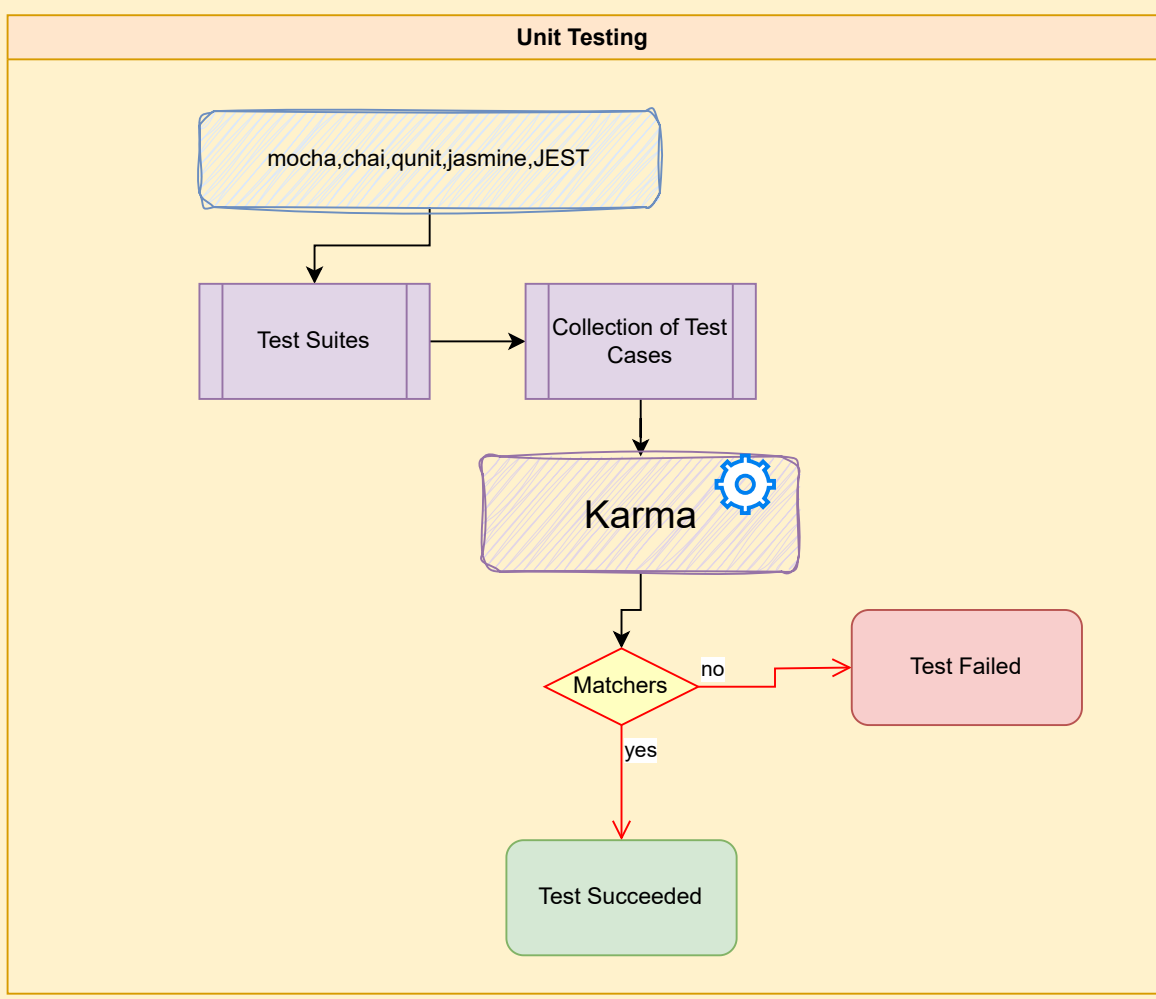 Unit Testing
mocha,chai,qunit,jasmine,JEST
Test Suites
Collection of Test
Cases
Karma
Matchers
no
Test Failed
yes
Test Succeeded